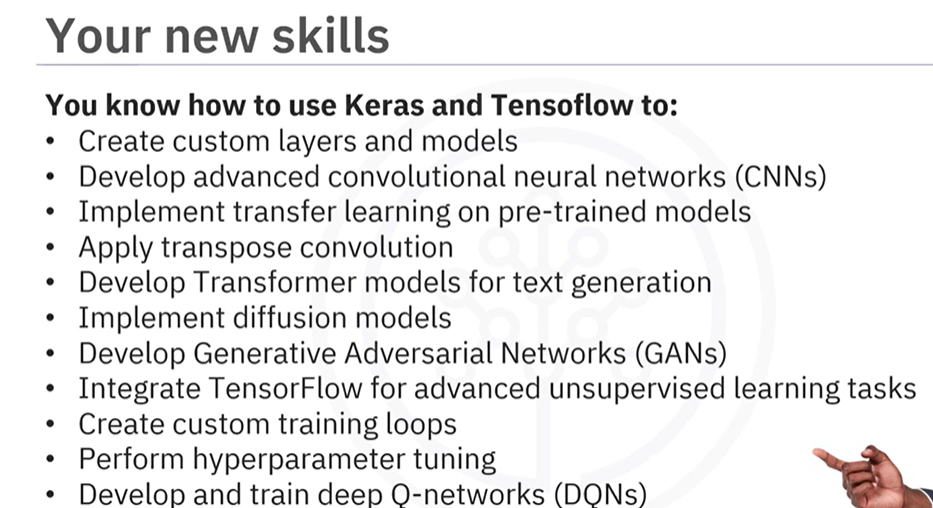 Your new skills
You know how to use Keras and Tensoflow to:
• Create custom layers and models
• Develop advanced convolutional neural networks (CNNs)
• Implement transfer learning on pre-trained models
• Apply transpose convolution
• Develop Transformer models for text generation
• Implement diffusion models
• Develop Generative Adversarial Networks (GANs)
• Integrate TensorFlow for advanced unsupervised learning tasks
• Create custom training loops
• Perform hyperparameter tuning
• Develop and train deep Q-networks (DQNs)